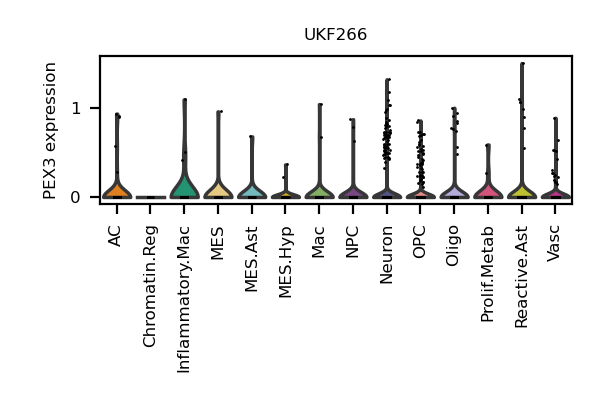 UKF266
PEX3 expression
1
0
AC
Chromatin.Reg
Inflammatory.Mac
MES
MES.Ast
MES.Hyp
Mac
NPC
Neuron
OPC
Oligo
Prolif.Metab
Reactive.Ast
Vasc